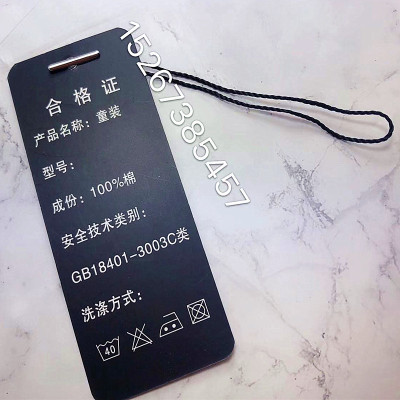 合格证
产品名称：童装
型号：
成份：100%棉
安全技术类别：
GB18401-3003C类
洗涤方式：
40
15267385457